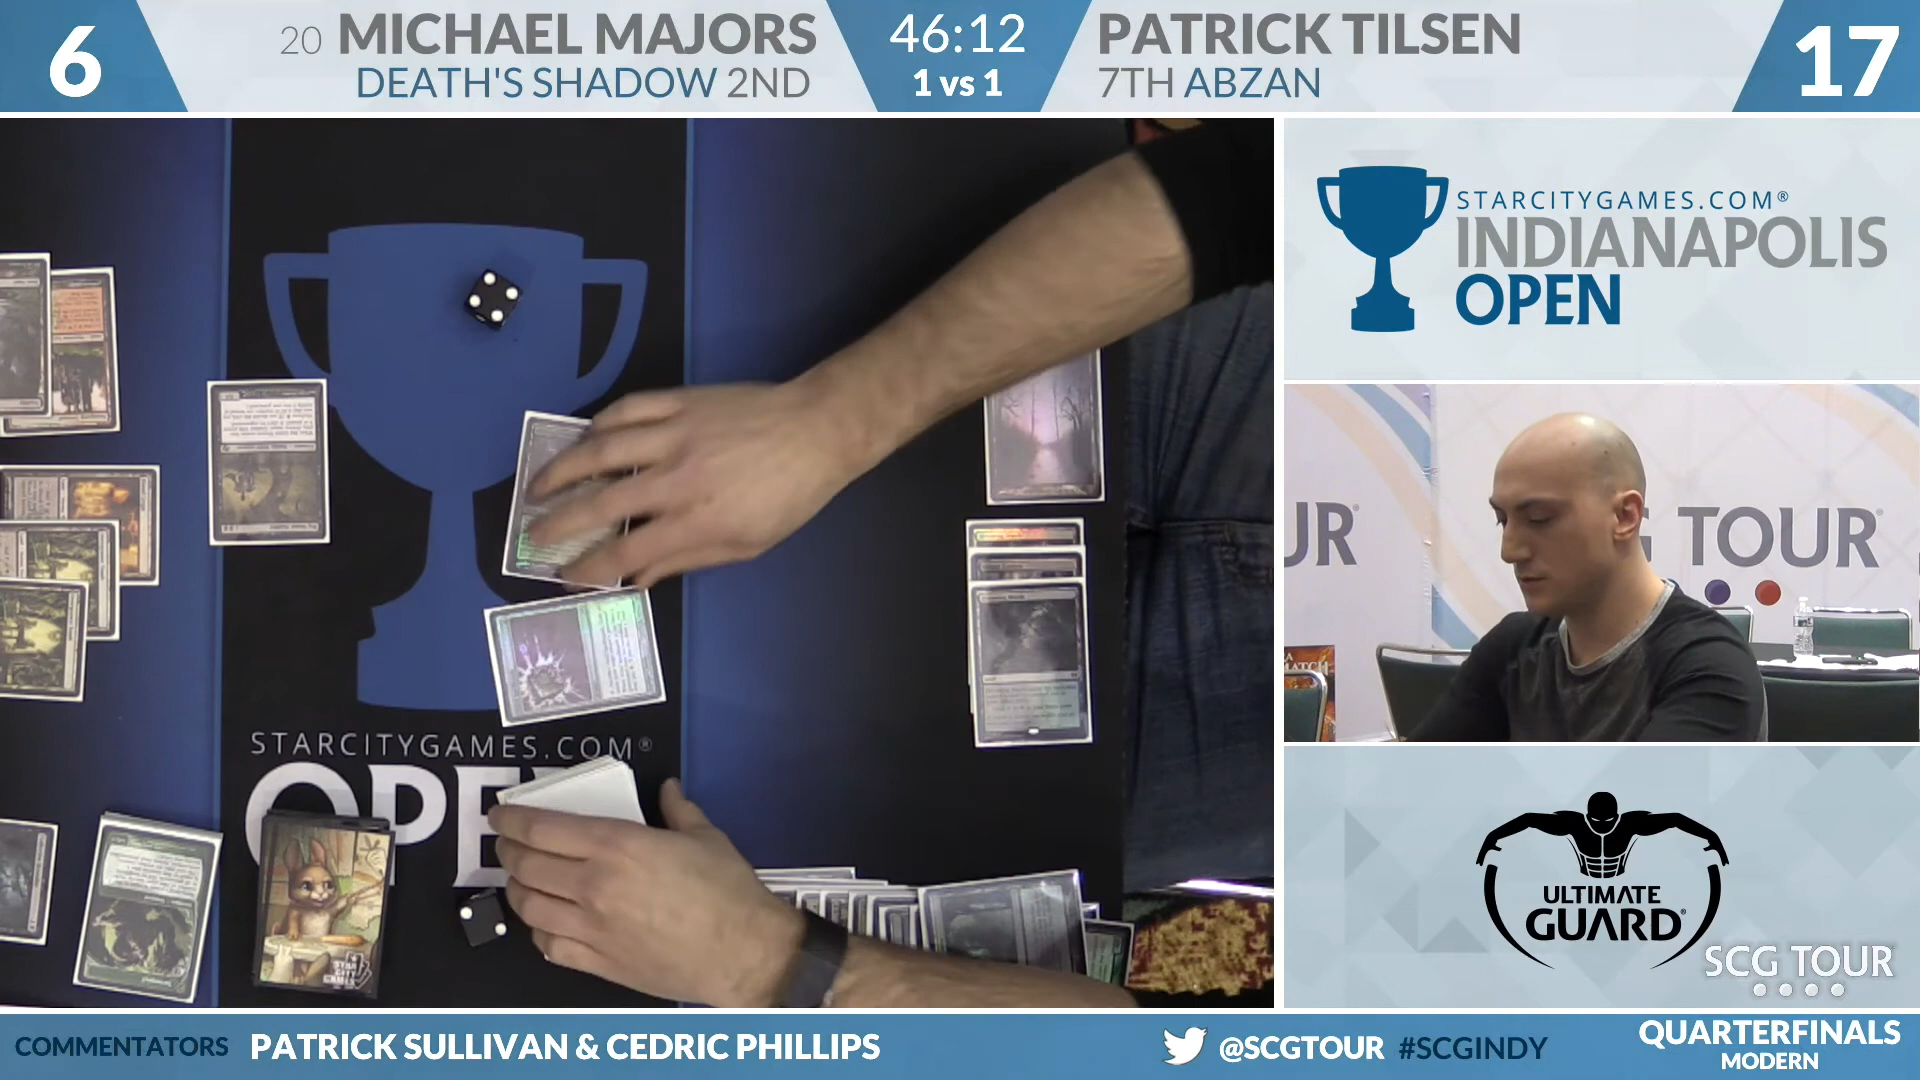 6
20 MICHAEL MAJORS
DEATH'S SHADOW 2ND
46:12
1 vs 1
PATRICK TILSEN
7TH ABZAN
17
STARCITYGAMES.COM®
INDIANAPOLIS
OPEN
UR
TOUR
STARCITYGAMES.COM®
OPE
ULTIMATE
GUARD®
SCG TOUR
COMMENTATORS PATRICK SULLIVAN & CEDRIC PHILLIPS
@SCGTOUR #SCGINDY
QUARTERFINALS
MODERN